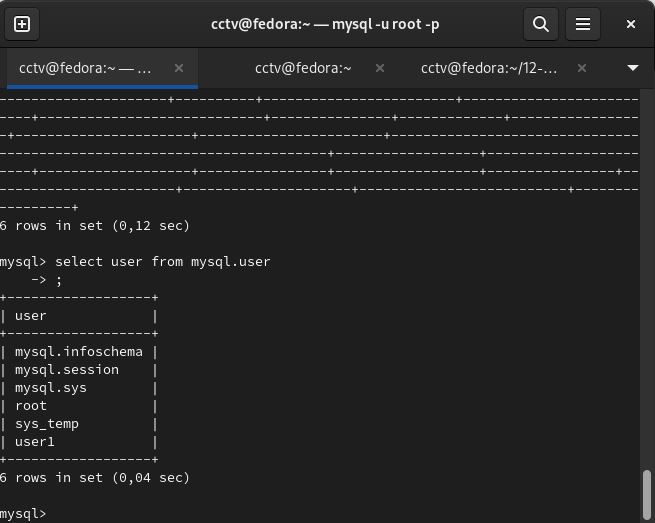 cctv@fedora:~ — mysql -u root -p
cctv@fedora:~ — ...
cctv@fedora:~
cctv@fedora:~/12-...
---------------------+----------+-------------------------+----------------------
----+----------------------------+---------------+-------------+----------------
-+----------------------+-----------------------+-------------------------------
-----------------------------------------+------------------+-------------------
----+-------------------+----------------+------------------+----------------+--
----------------------+---------------------+--------------------------+--------
---------+
6 rows in set (0,12 sec)
mysql> select user from mysql.user
    -> ;
+------------------+
| user             |
+------------------+
| mysql.infoschema |
| mysql.session    |
| mysql.sys        |
| root             |
| sys_temp         |
| user1            |
+------------------+
6 rows in set (0,04 sec)
mysql>